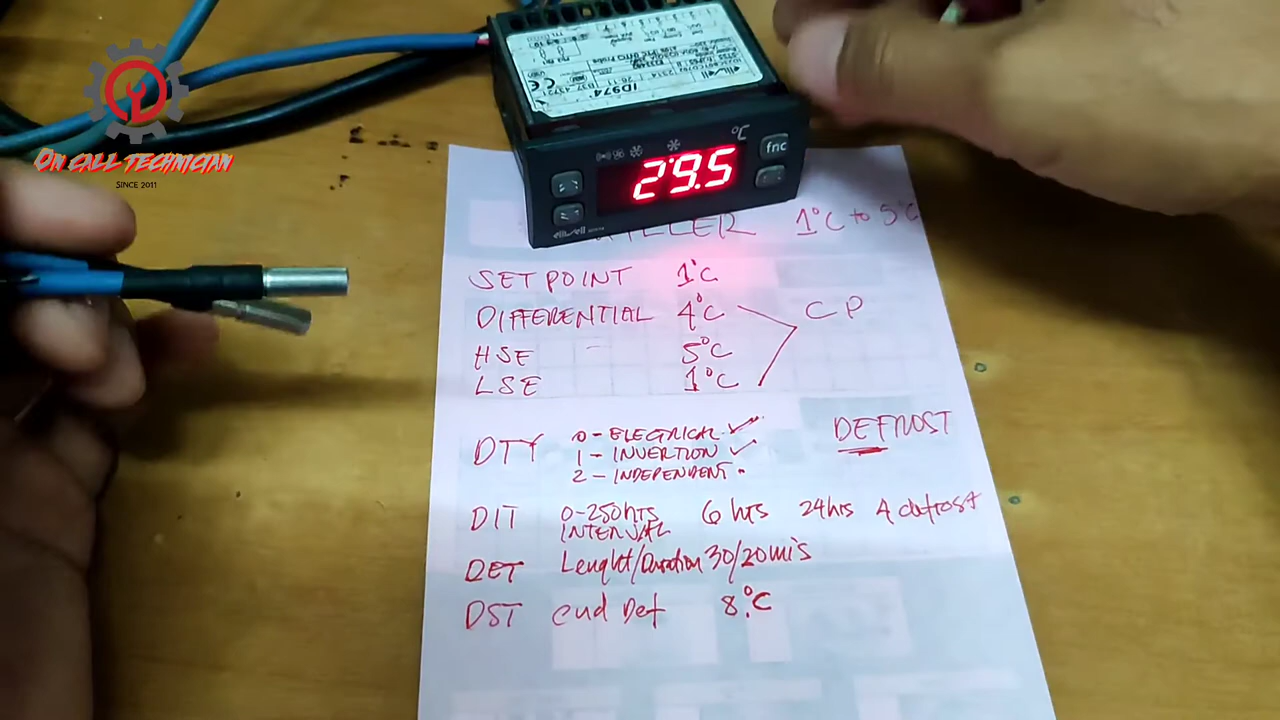 ON CALL TECHNICIAN
SINCE 2011
ID974
eliwell
°C
fnc
29.5
eliwell
1°C to 5°C
SET POINT 1°C
DIFFERENTIAL 4°C CP
HSE 5°C
LSE 1°C
DTY 0 - ELECTRICAL ✓ DEFROST
1 - INVERTION ✓
2 - INDEPENDENT •
DIT 0-250hrs 6 hrs 24hrs 4 defrost
INTERVAL
DET Lenght/Duration 30/20mis
DST end Def 8°C